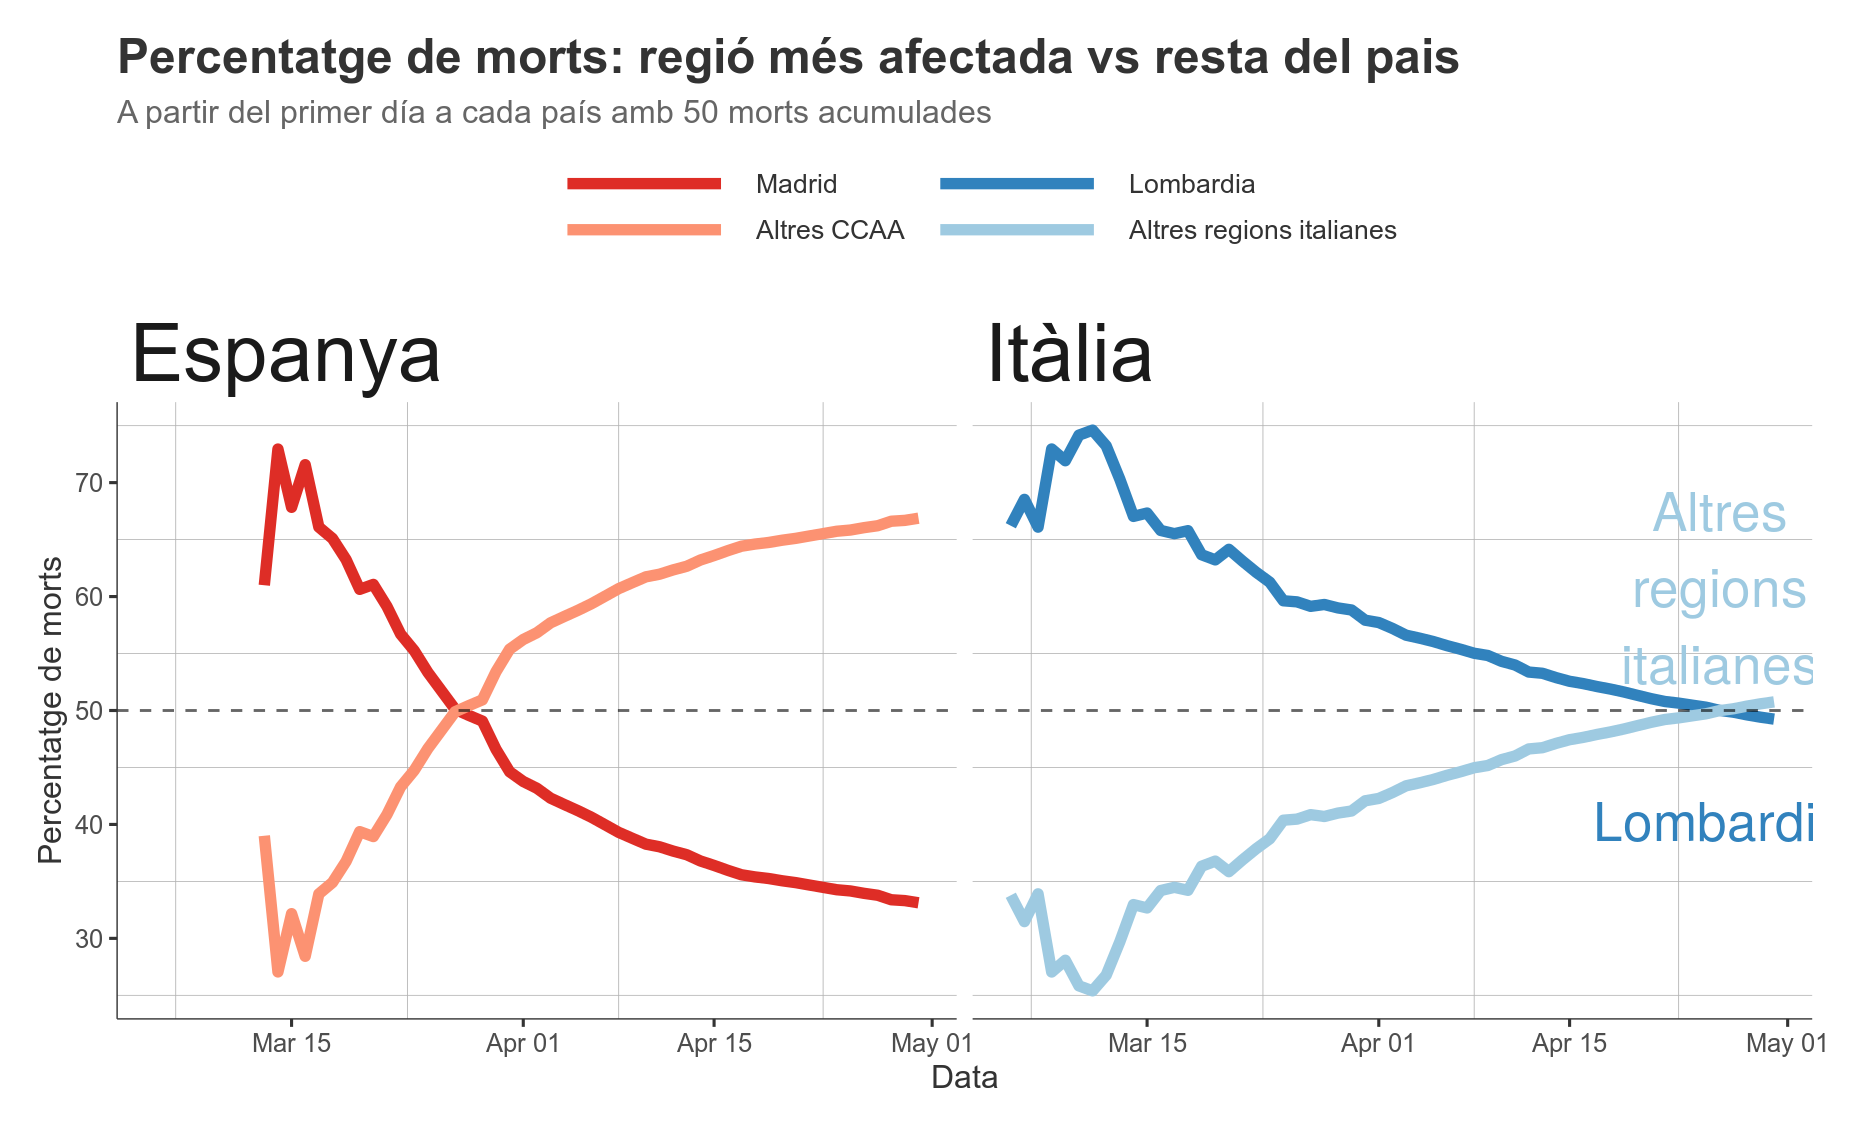 Percentatge de morts: regió més afectada vs resta del pais
A partir del primer día a cada país amb 50 morts acumulades
Madrid
Lombardia
Altres CCAA
Altres regions italianes
Espanya
Itàlia
Percentatge de morts
70
60
50
40
30
Altres
regions
italianes
Lombardi
Mar 15
Apr 01
Apr 15
May 01
Mar 15
Apr 01
Apr 15
May 01
Data